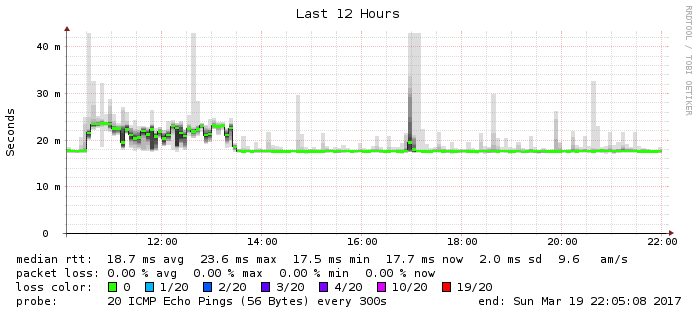 Last 12 Hours
RRDTOOL / TOBI OETIKER
Seconds
40 m
30 m
20 m
10 m
0
12:00 14:00 16:00 18:00 20:00 22:00
median rtt: 18.7 ms avg 23.6 ms max 17.5 ms min 17.7 ms now 2.0 ms sd 9.6 am/s
packet loss: 0.00 % avg 0.00 % max 0.00 % min 0.00 % now
loss color: 0 1/20 2/20 3/20 4/20 10/20 19/20
probe: 20 ICMP Echo Pings (56 Bytes) every 300s end: Sun Mar 19 22:05:08 2017